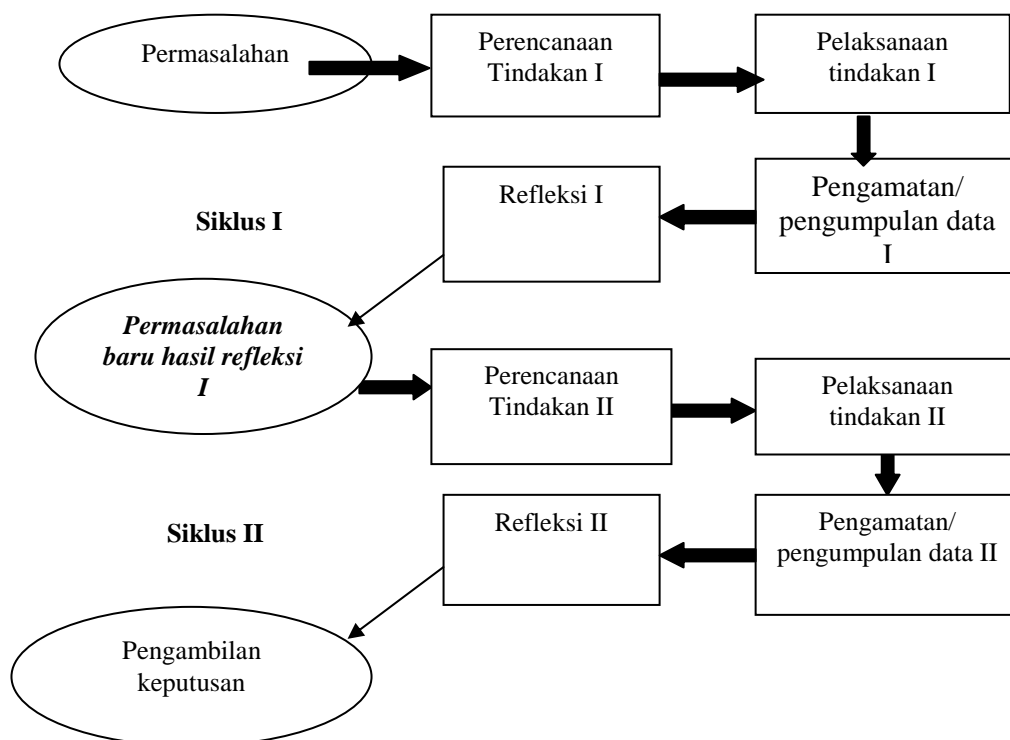 Permasalahan
Perencanaan
Tindakan I
Pelaksanaan
tindakan I
Siklus I
Refleksi I
Pengamatan/
pengumpulan data
I
Permasalahan
baru hasil refleksi
I
Perencanaan
Tindakan II
Pelaksanaan
tindakan II
Siklus II
Refleksi II
Pengamatan/
pengumpulan data II
Pengambilan
keputusan